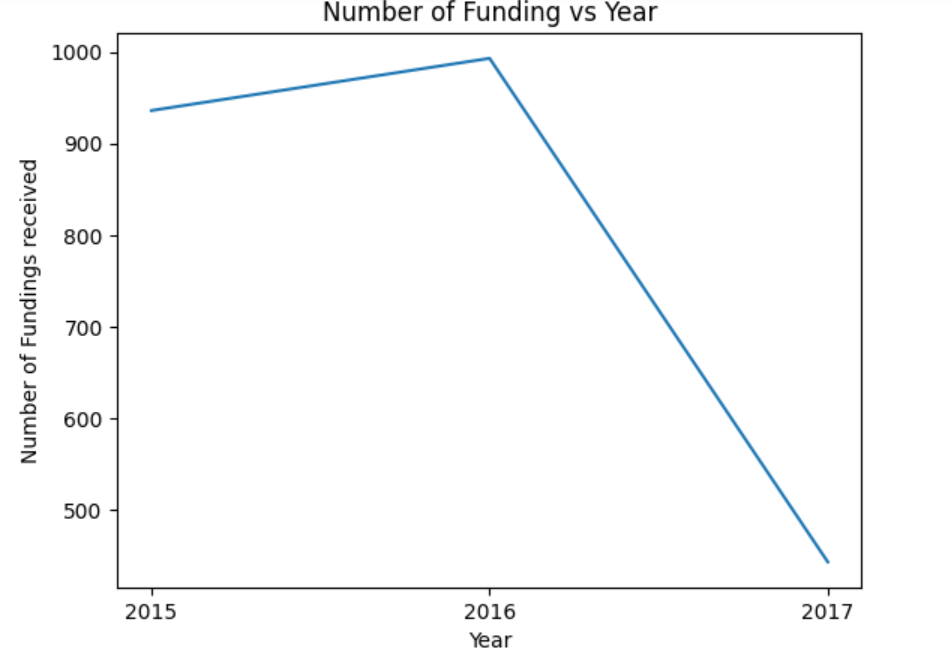 Number of Funding vs Year
Number of Fundings received
1000
900
800
700
600
500
2015 2016 2017
Year